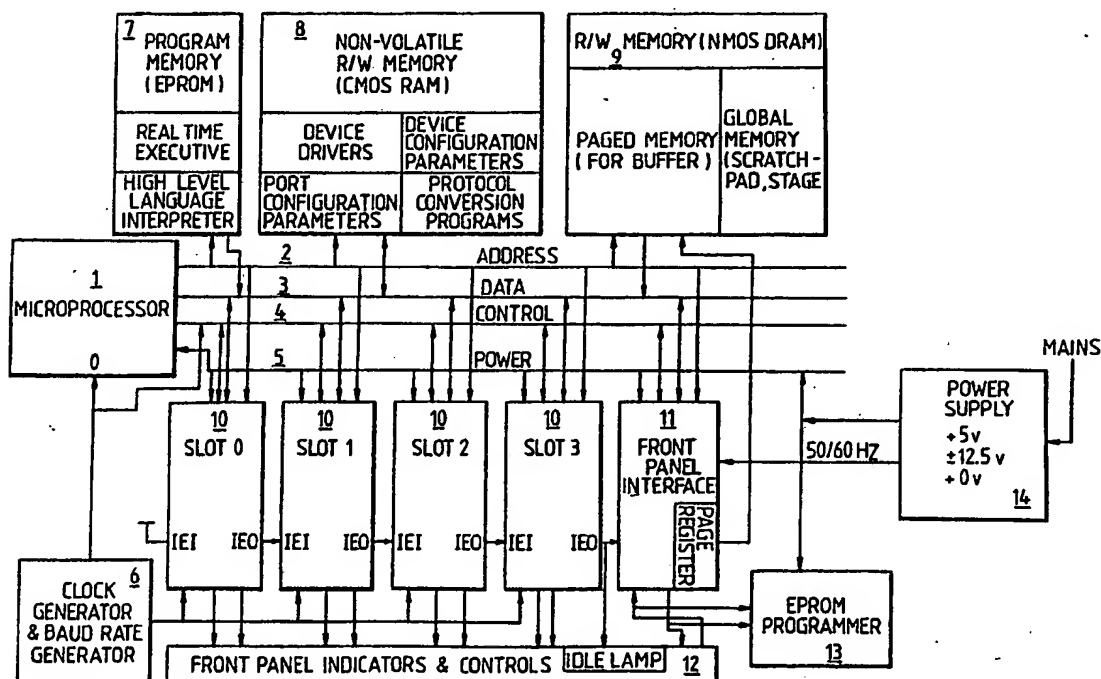 7
PROGRAM
MEMORY
(EPROM)
REAL TIME
EXECUTIVE
HIGH LEVEL
LANGUAGE
INTERPRETER
8
NON-VOLATILE
R/W MEMORY
(CMOS RAM)
DEVICE
DRIVERS
DEVICE
CONFIGURATION
PARAMETERS
PORT
CONFIGURATION
PARAMETERS
PROTOCOL
CONVERSION
PROGRAMS
R/W MEMORY (NMOS DRAM)
9
PAGED MEMORY
(FOR BUFFER)
GLOBAL
MEMORY
(SCRATCH-
PAD, STAGE
1
MICROPROCESSOR
0
2 ADDRESS
3 DATA
4 CONTROL
5 POWER
MAINS
POWER
SUPPLY
+5v
±12.5 v
+0v
14
50/60 HZ
10
SLOT 0
IEI IEO
10
SLOT 1
IEI IEO
10
SLOT 2
IEI IEO
10
SLOT 3
IEI IEO
11
FRONT
PANEL
INTERFACE
PAGE
REGISTER
6
CLOCK
GENERATOR
& BAUD RATE
GENERATOR
EPROM
PROGRAMMER
13
FRONT PANEL INDICATORS & CONTROLS IDLE LAMP 12